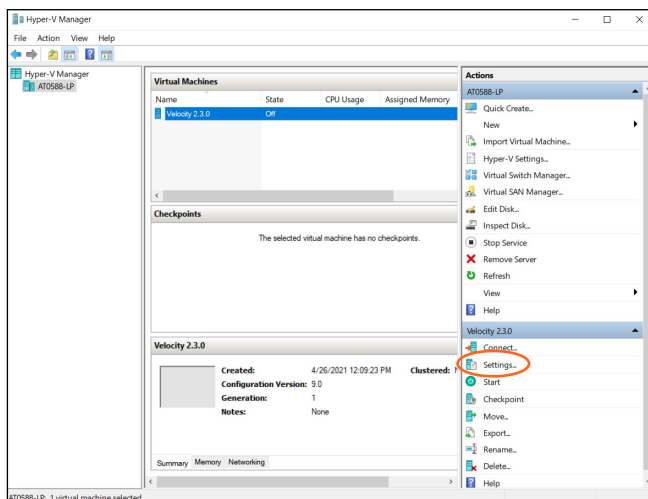 Hyper-V Manager
File Action View Help
Hyper-V Manager
AT0588-LP
Virtual Machines
Name State CPU Usage Assigned Memory
Velocity 2.3.0 Off
Checkpoints
The selected virtual machine has no checkpoints.
Velocity 2.3.0
Created: 4/26/2021 12:09:23 PM Clustered:
Configuration Version: 9.0
Generation: 1
Notes: None
Summary Memory Networking
Actions
AT0588-LP
Quick Create...
New
Import Virtual Machine...
Hyper-V Settings...
Virtual Switch Manager...
Virtual SAN Manager...
Edit Disk...
Inspect Disk...
Stop Service
Remove Server
Refresh
View
Help
Velocity 2.3.0
Connect...
Settings...
Start
Checkpoint
Move...
Export...
Rename...
Delete...
Help
AT0588-LP: 1 virtual machine selected.